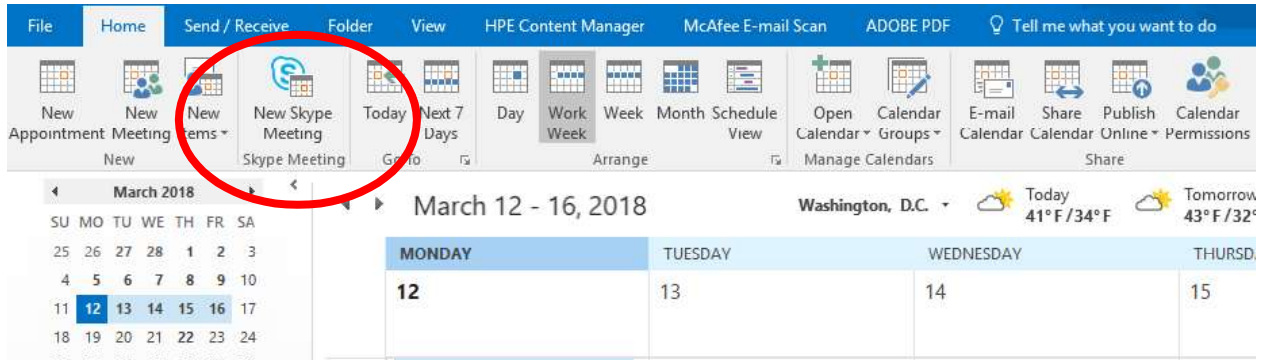 File Home Send / Receive Folder View HPE Content Manager McAfee E-mail Scan ADOBE PDF Tell me what you want to do
New Appointment
New Meeting
New Items
New Skype Meeting
Today
Next 7 Days
Day
Work Week
Week
Month
Schedule View
Open Calendar
Calendar Groups
E-mail Calendar
Share Calendar
Publish Online
Calendar Permissions
New Skype Meeting Go To Arrange Manage Calendars Share
March 2018
SU MO TU WE TH FR SA
25 26 27 28 1 2 3
4 5 6 7 8 9 10
11 12 13 14 15 16 17
18 19 20 21 22 23 24
March 12 - 16, 2018
Washington, D.C.
Today
41°F/34°F
Tomorrow
43°F/32°
MONDAY TUESDAY WEDNESDAY THURSD
12 13 14 15